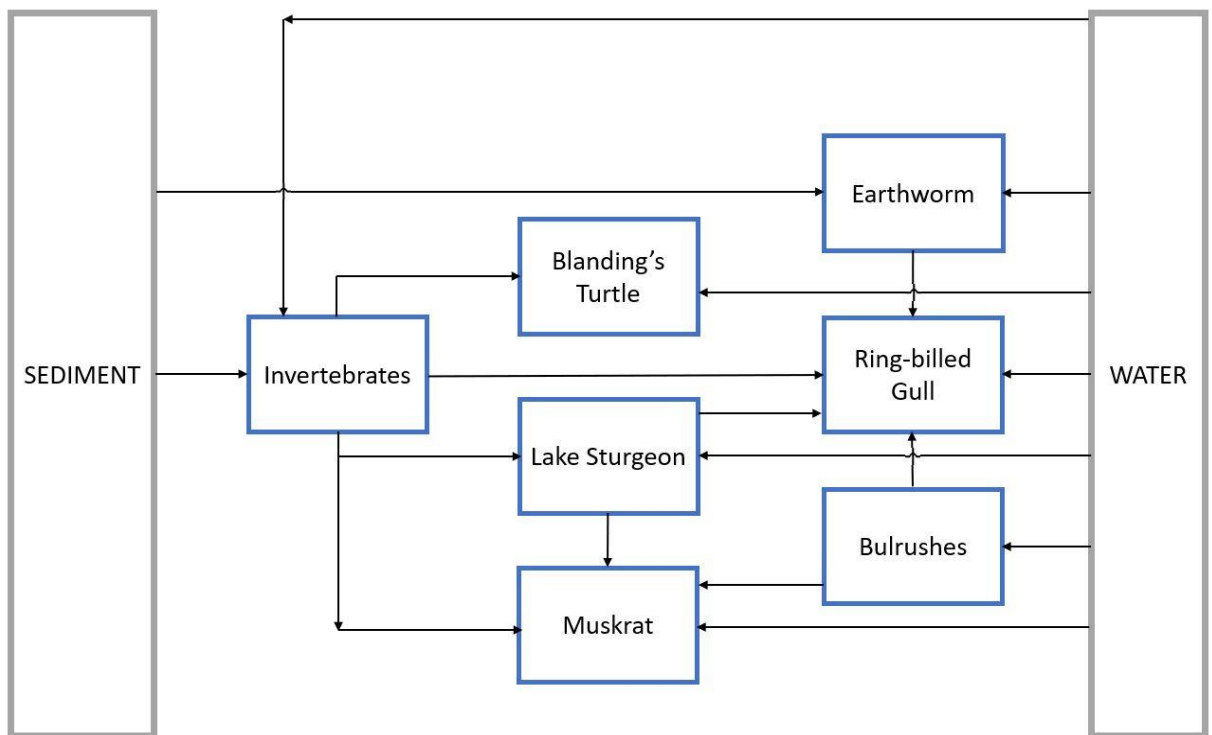 Earthworm
Blanding's
Turtle
SEDIMENT
Invertebrates
Ring-billed
Gull
WATER
Lake Sturgeon
Bulrushes
Muskrat